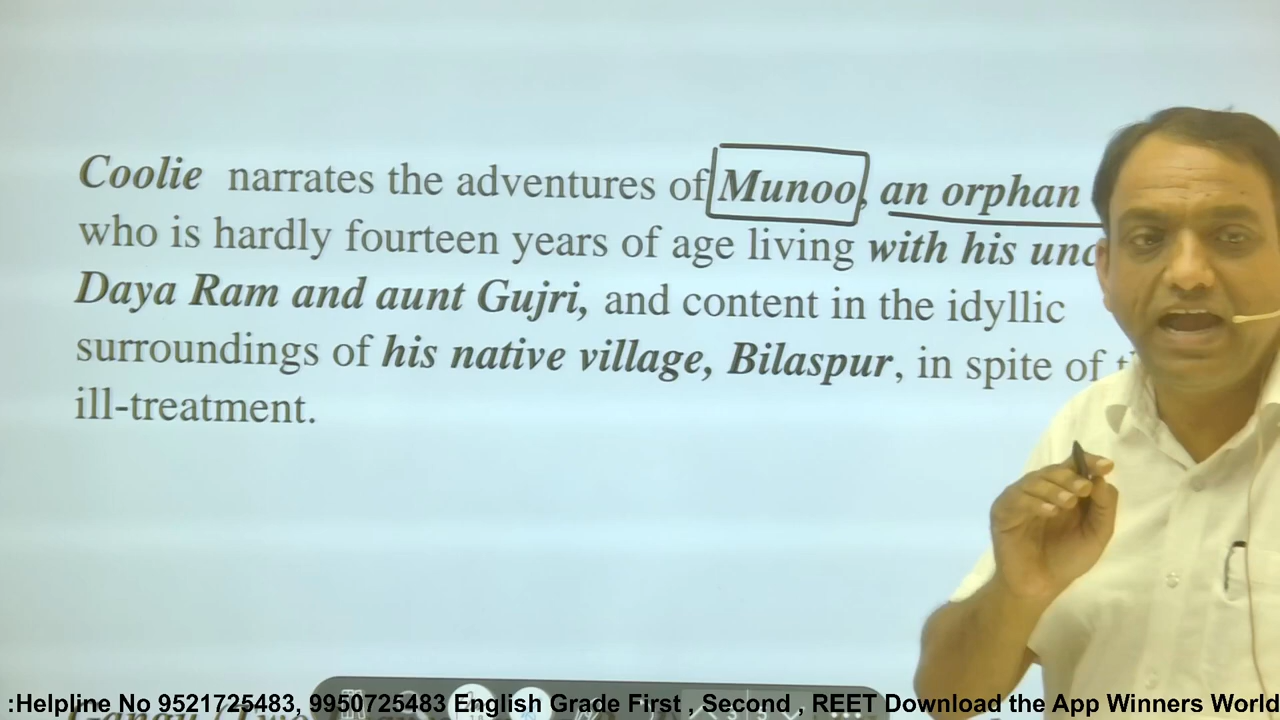 Coolie narrates the adventures of Munoo, an orphan
who is hardly fourteen years of age living with his
Daya Ram and aunt Gujri, and content in the idyllic
surroundings of his native village, Bilaspur, in spite of
ill-treatment.
:Helpline No 9521725483, 9950725483 English Grade First , Second , REET Download the App Winners World